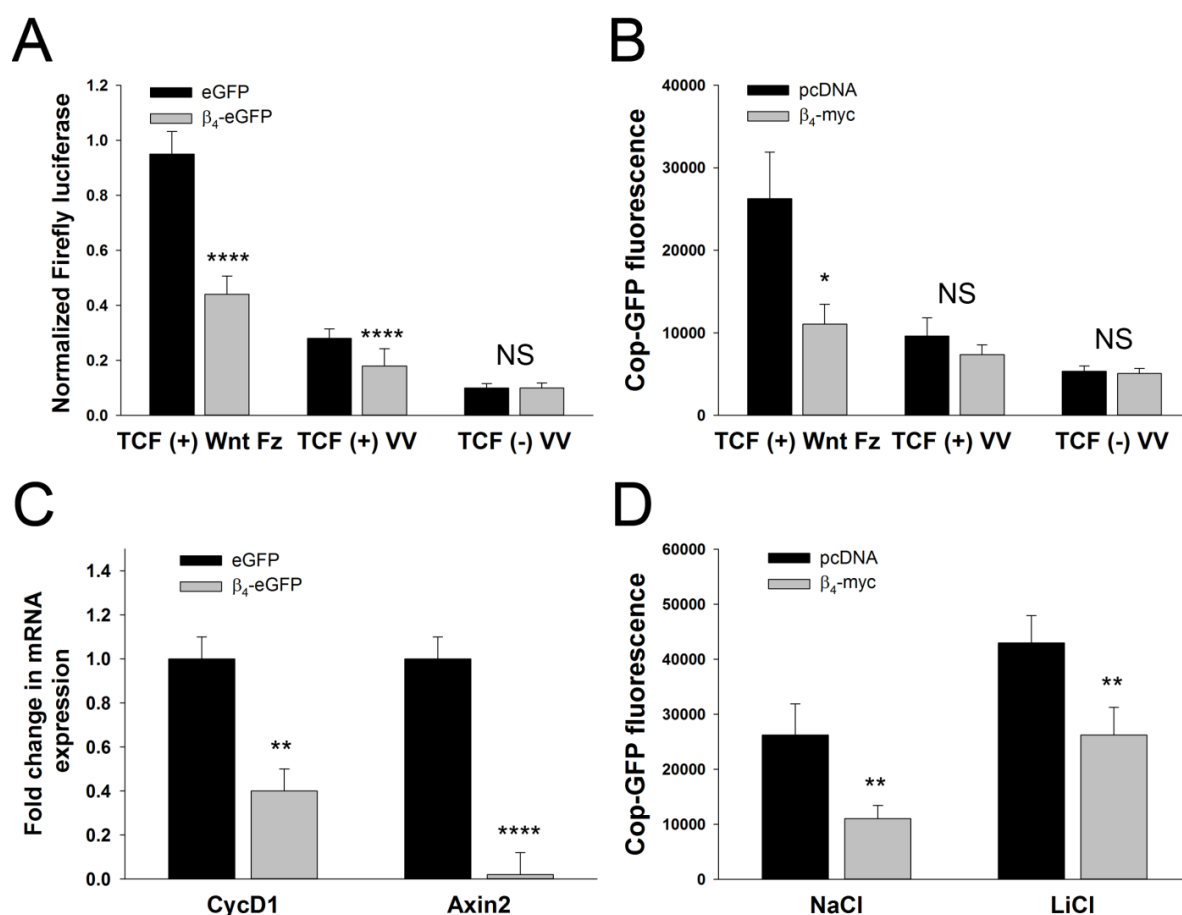 A
Normalized Firefly luciferase
1.2
1.0
0.8
0.6
0.4
0.2
0.0
eGFP
β₄-eGFP
****
****
NS
TCF (+) Wnt Fz
TCF (+) VV
TCF (-) VV
B
Cop-GFP fluorescence
40000
30000
20000
10000
0
pcDNA
β₄-myc
*
NS
NS
TCF (+) Wnt Fz
TCF (+) VV
TCF (-) VV
C
Fold change in mRNA
expression
1.4
1.2
1.0
0.8
0.6
0.4
0.2
0.0
eGFP
β₄-eGFP
**
****
CycD1
Axin2
D
Cop-GFP fluorescence
60000
50000
40000
30000
20000
10000
0
pcDNA
β₄-myc
**
**
NaCl
LiCl